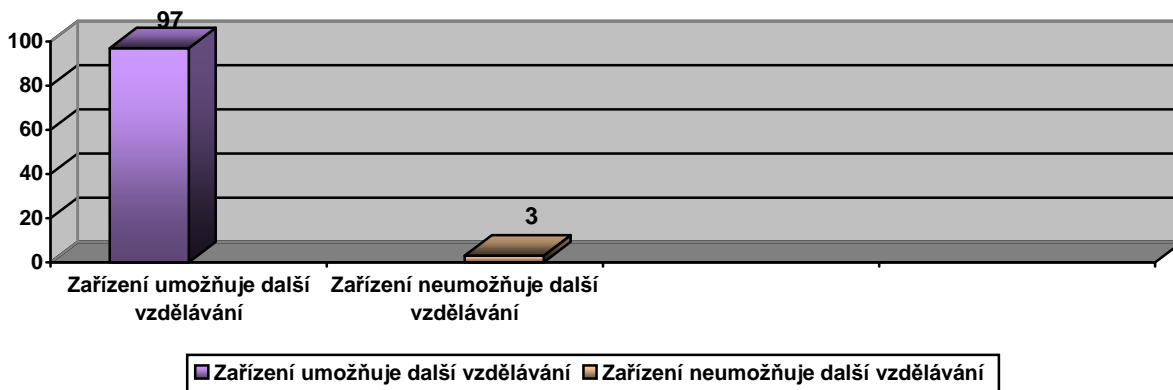 97
100
80
60
40
20
0
3
Zařízení umožňuje další
vzdělávání
Zařízení neumožňuje další
vzdělávání
Zařízení umožňuje další vzdělávání
Zařízení neumožňuje další vzdělávání